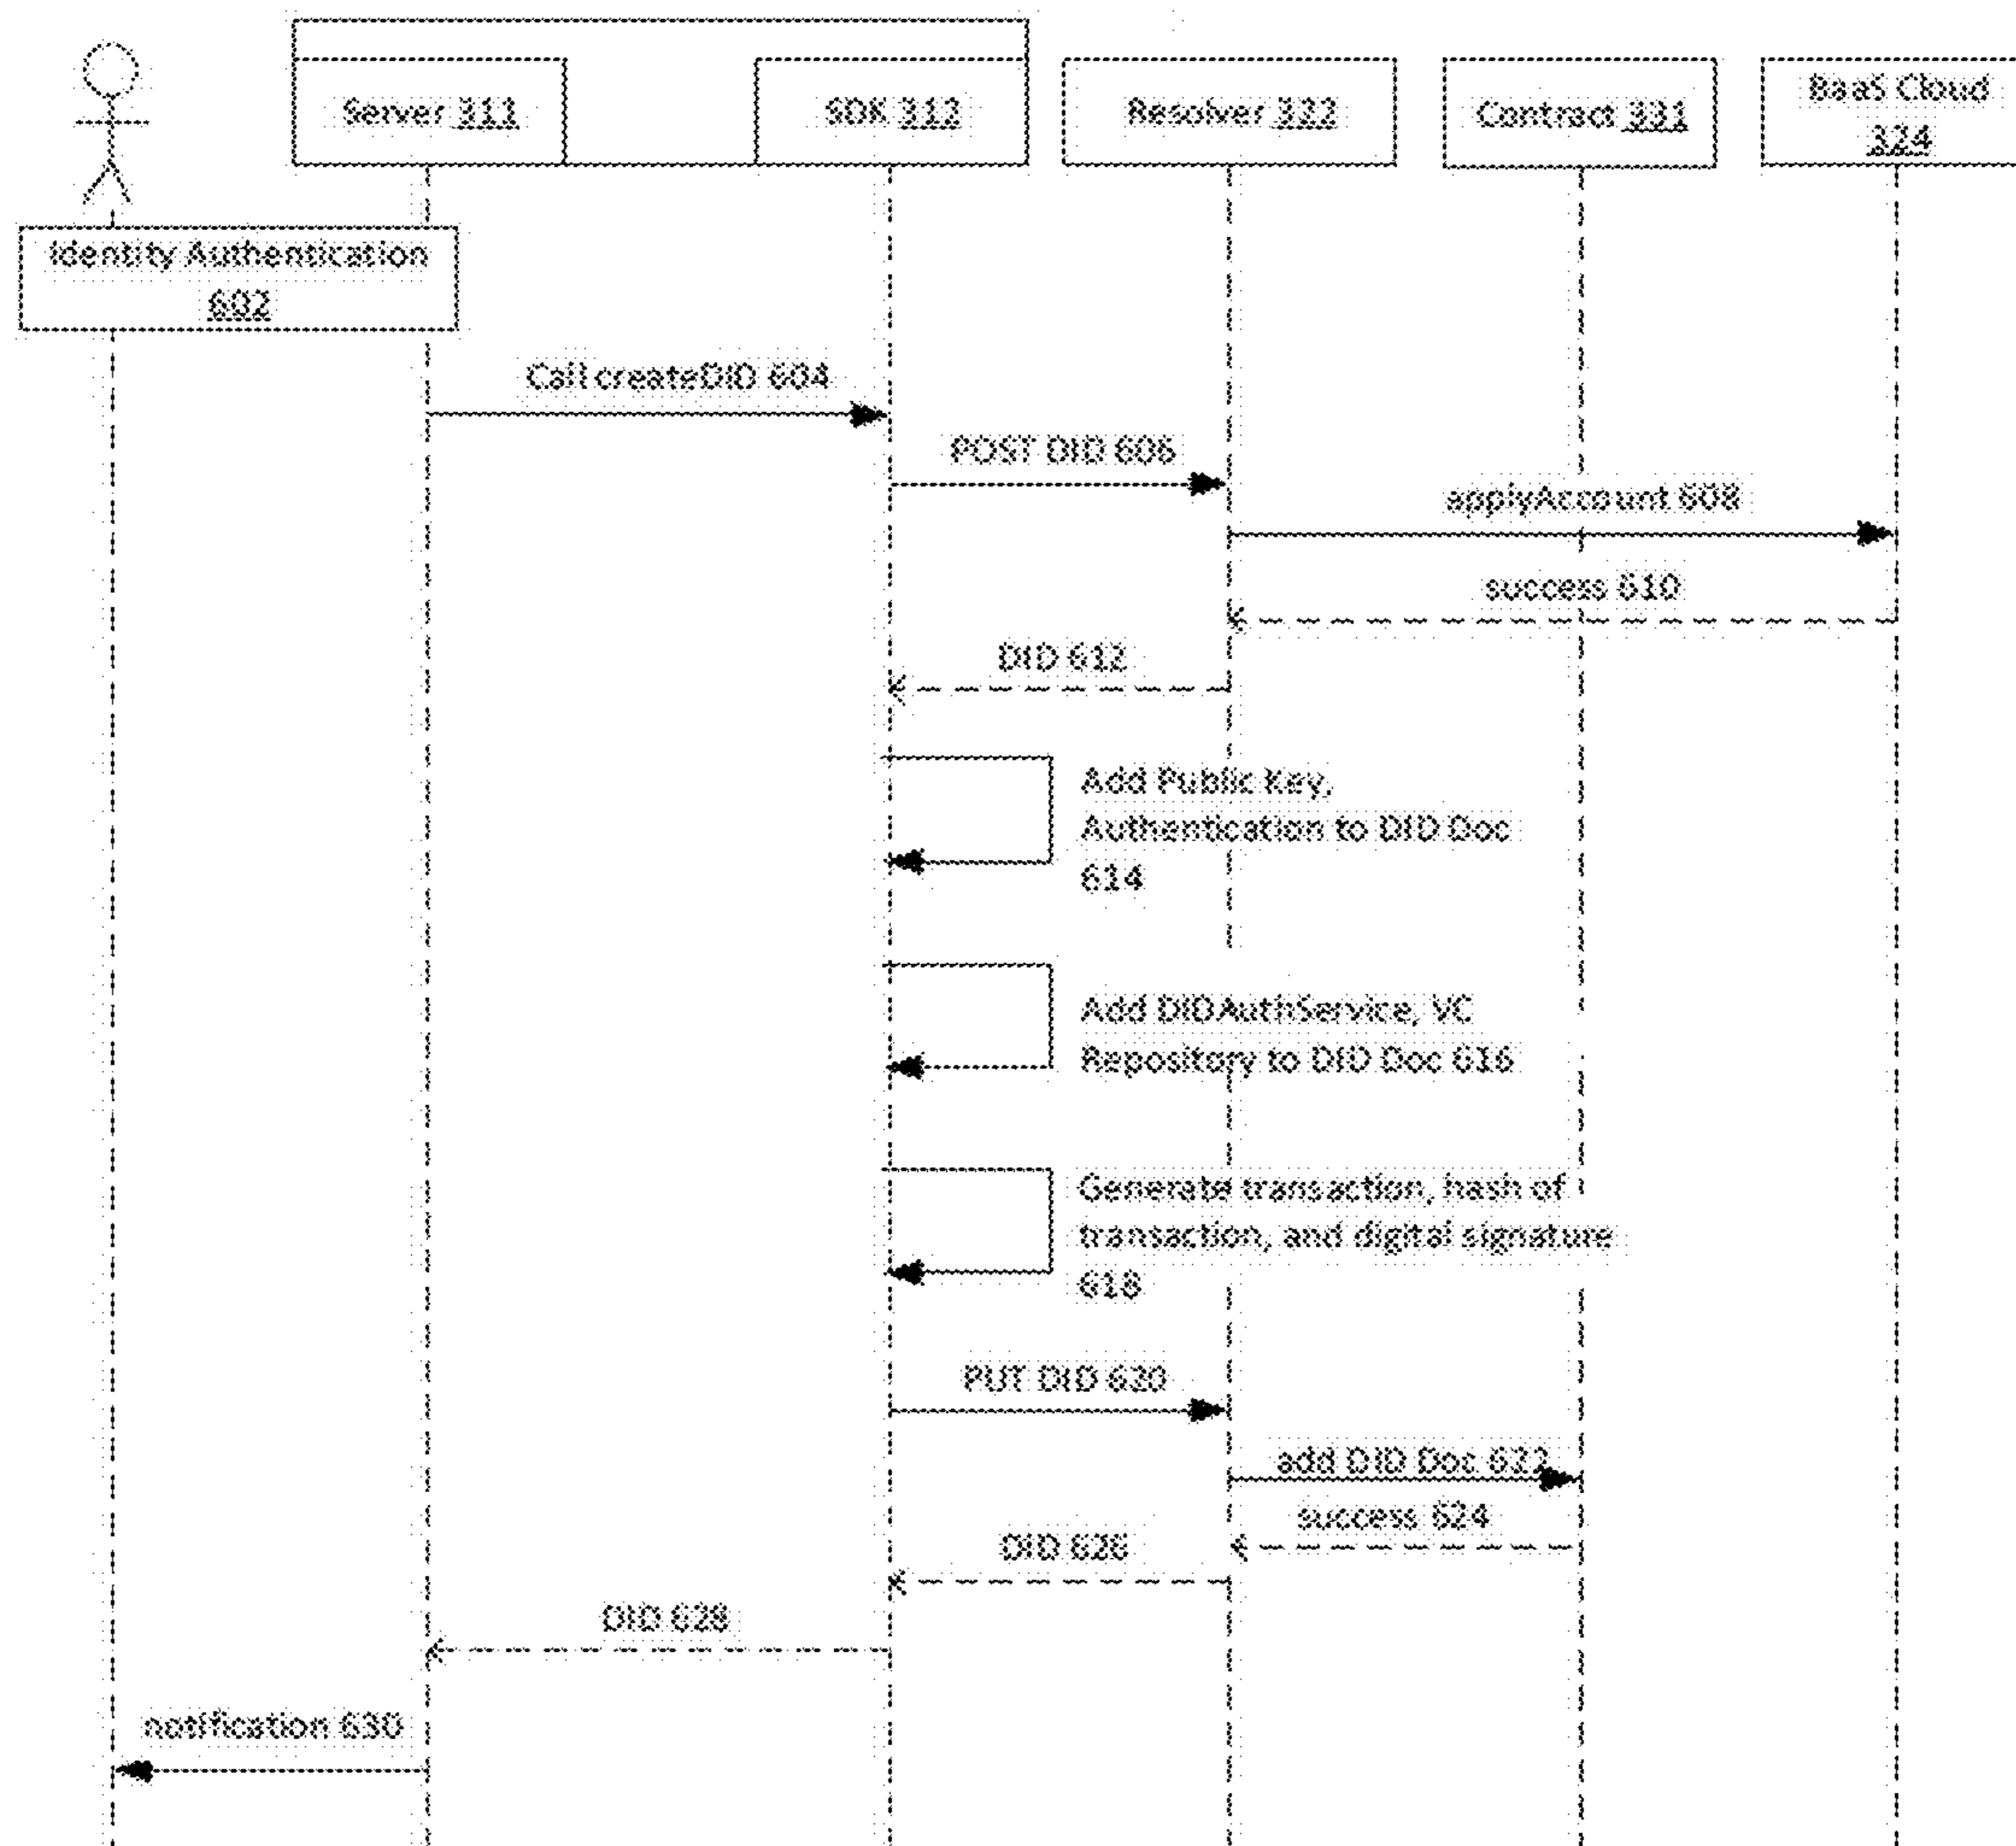 Server 311
SDK 312
Resolver 322
Contract 331
BaaS Cloud
324
Identity Authentication
602
Call createDID 604
POST DID 606
applyAccount 608
success 610
DID 612
Add Public Key,
Authentication to DID Doc
614
Add DIDAuthService, VC
Repository to DID Doc 616
Generate transaction, hash of
transaction, and digital signature
618
PUT DID 620
add DID Doc 622
success 624
DID 626
DID 628
notification 630